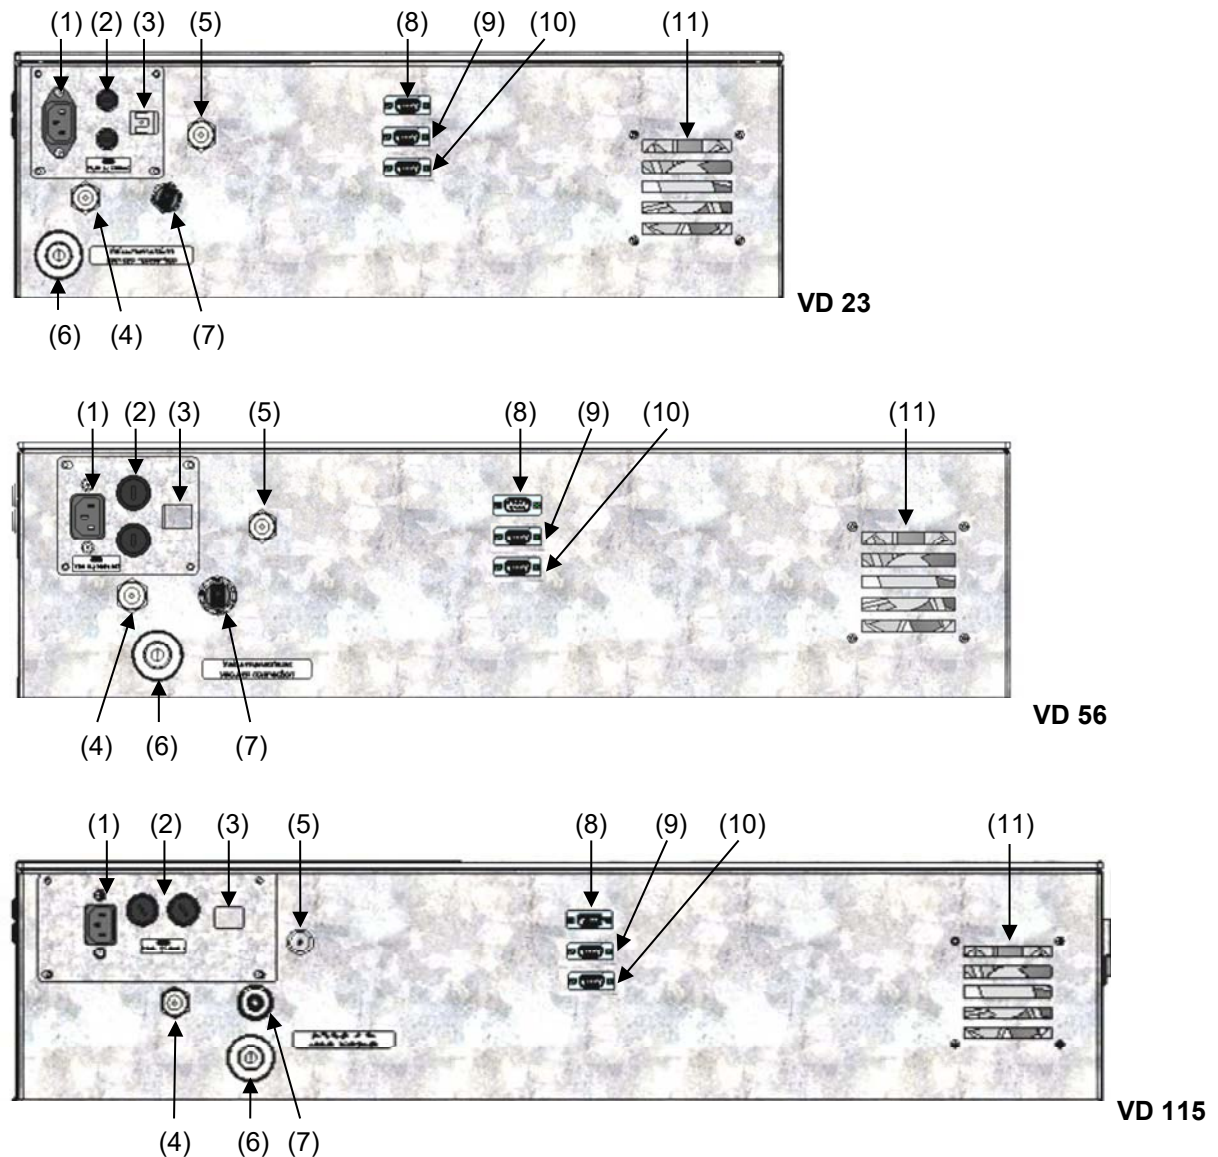 (1) (2) (3) (5) (8) (9) (10) (11)
VD 23
(6) (4) (7)
(1) (2) (3) (5) (8) (9) (10) (11)
vacuum connection
VD 56
(4) (6) (7)
(1) (2) (3) (5) (8) (9) (10) (11)
VD 115
(4) (6) (7)